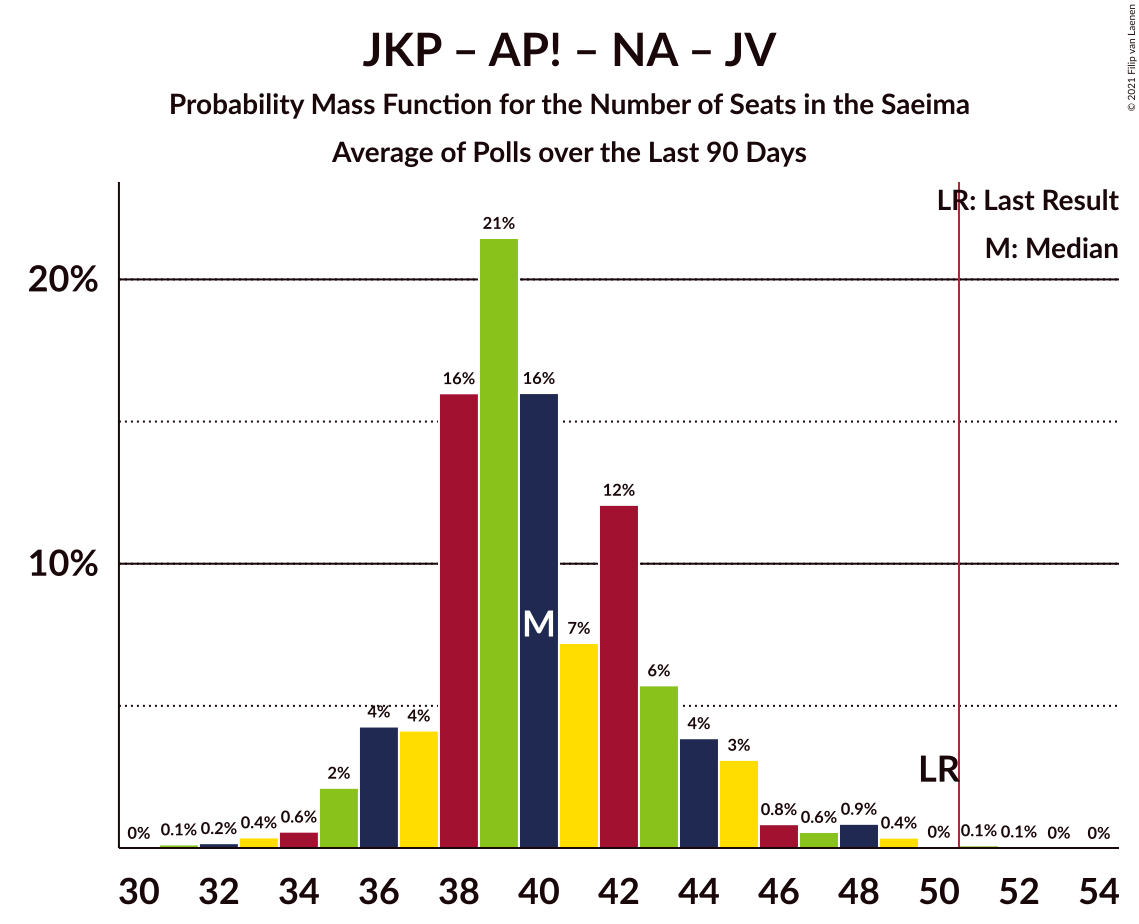 JKP – AP! – NA – JV
Probability Mass Function for the Number of Seats in the Saeima
Average of Polls over the Last 90 Days
© 2021 Filip van Laenen
LR: Last Result
M: Median
20%
10%
0% 0.1% 0.2% 0.4% 0.6% 2% 4% 4% 16% 21% 16% 7% 12% 6% 4% 3% 0.8% 0.6% 0.9% 0.4% 0% 0.1% 0.1% 0% 0%
M
LR
30 32 34 36 38 40 42 44 46 48 50 52 54